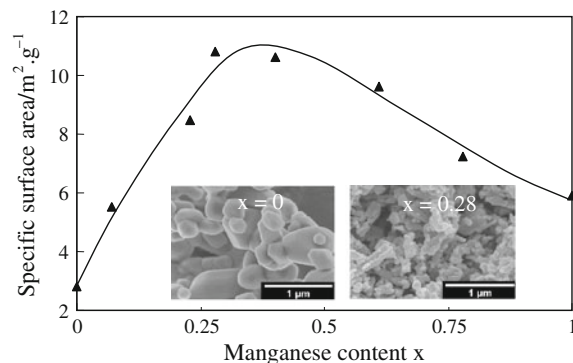 Specific surface area/m².g⁻¹
12
10
8
6
4
2
x = 0
x = 0.28
1 µm
1 µm
0
0.25
0.5
0.75
1
Manganese content x